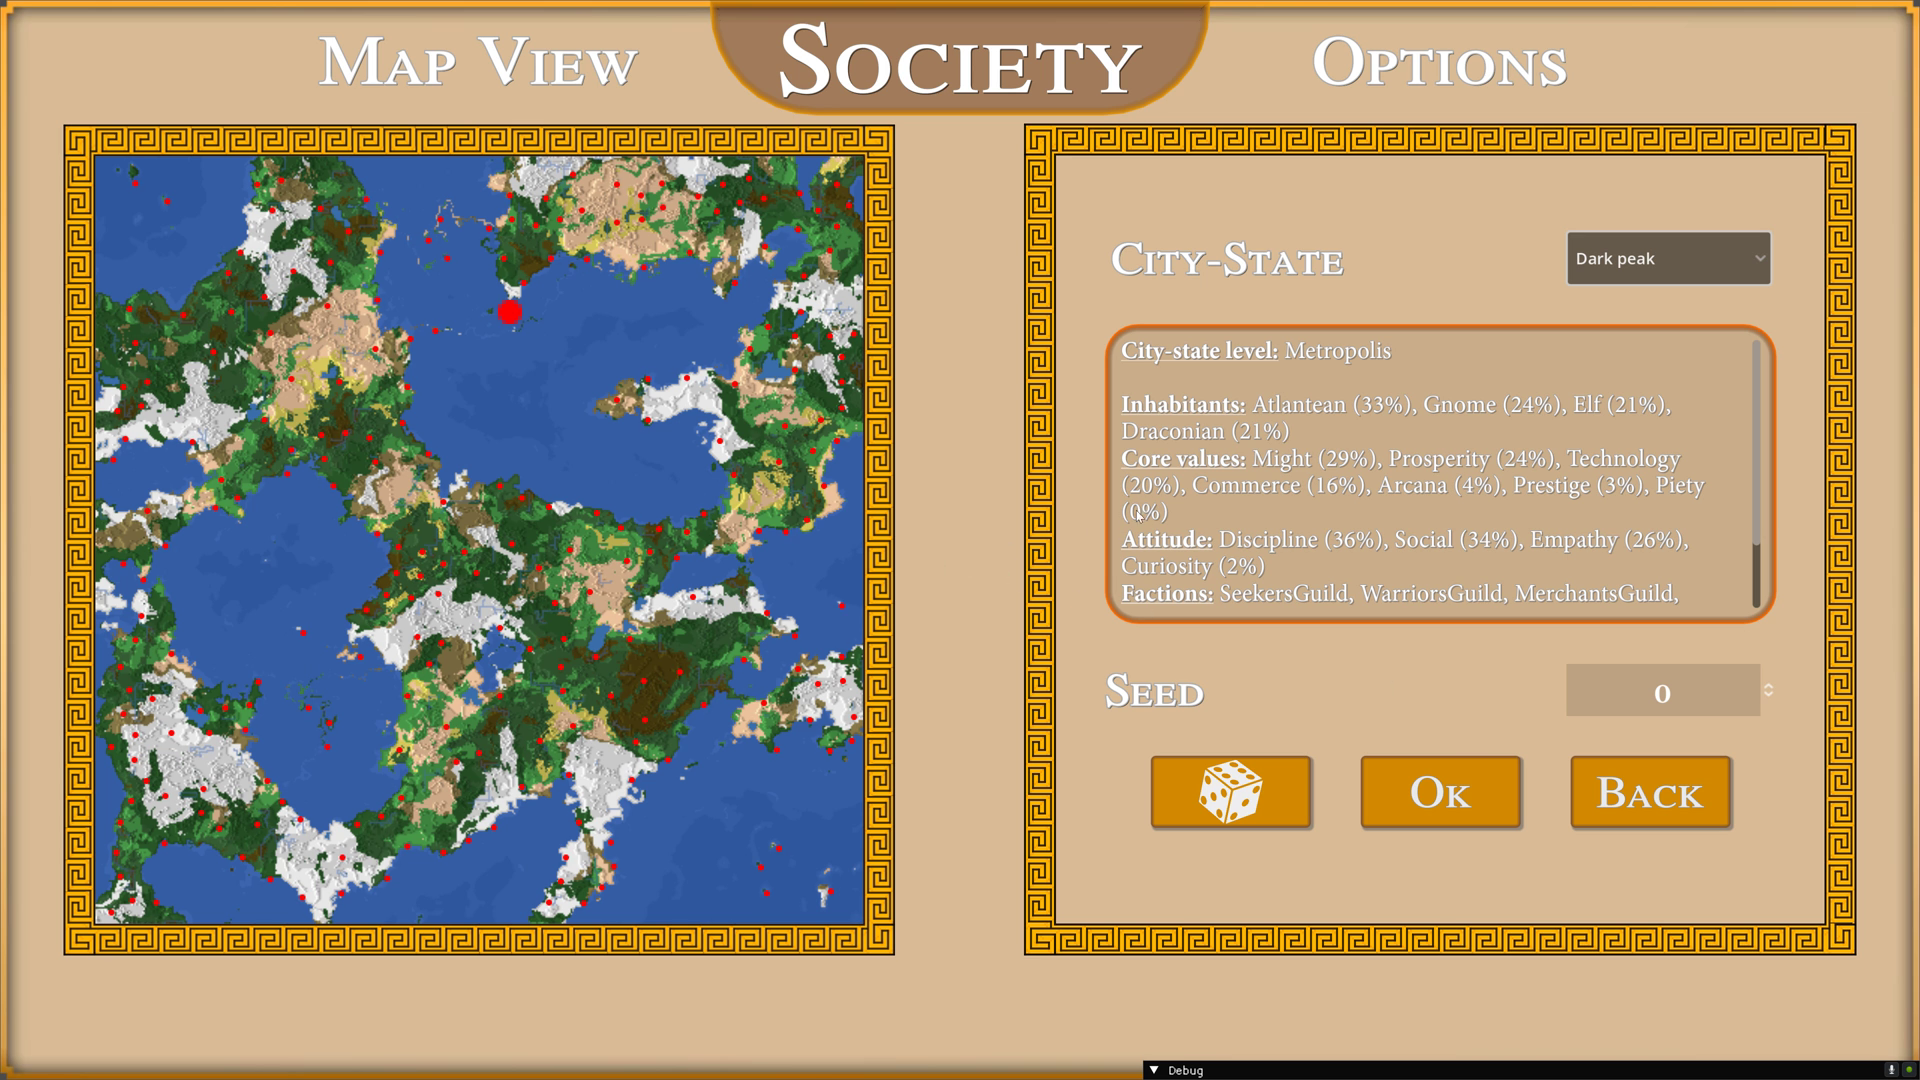 Map View
Society
Options
City-State
Dark peak
City-state level: Metropolis
Inhabitants: Atlantean (33%), Gnome (24%), Elf (21%),
Draconian (21%)
Core values: Might (29%), Prosperity (24%), Technology
(20%), Commerce (16%), Arcana (4%), Prestige (3%), Piety
(0%)
Attitude: Discipline (36%), Social (34%), Empathy (26%),
Curiosity (2%)
Factions: SeekersGuild, WarriorsGuild, MerchantsGuild,
Seed
0
Ok
Back
Debug